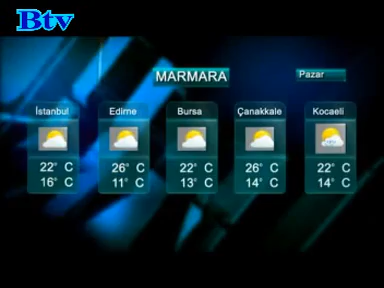 Btv
MARMARA
Pazar
İstanbul
22° C
16° C
Edirne
26° C
11° C
Bursa
22° C
13° C
Çanakkale
26° C
14° C
Kocaeli
22° C
14° C